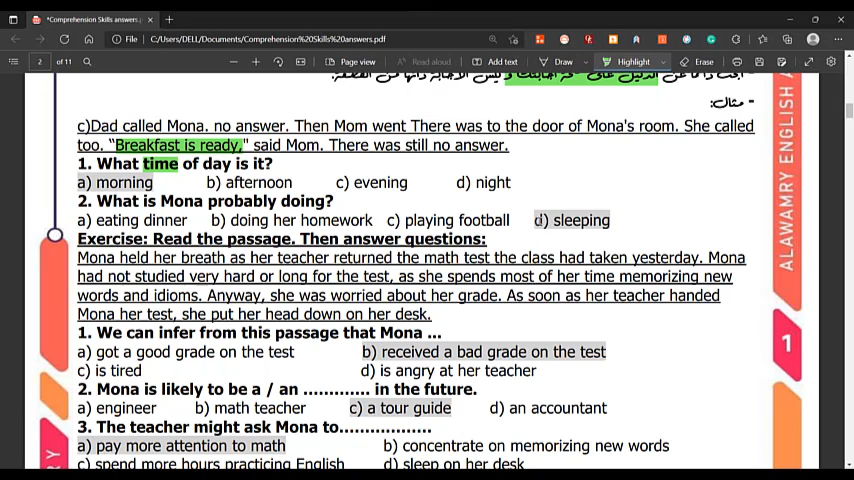 *Comprehension Skills answers.p
File
C:/Users/DELL/Documents/Comprehension%20Skills%20answers.pdf
2 of 11
Page view
Read aloud
Add text
Draw
Highlight
Erase
- مثال:
c)Dad called Mona. no answer. Then Mom went There was to the door of Mona's room. She called
too. "Breakfast is ready," said Mom. There was still no answer.
1. What time of day is it?
a) morning b) afternoon c) evening d) night
2. What is Mona probably doing?
a) eating dinner b) doing her homework c) playing football d) sleeping
Exercise: Read the passage. Then answer questions:
Mona held her breath as her teacher returned the math test the class had taken yesterday. Mona
had not studied very hard or long for the test, as she spends most of her time memorizing new
words and idioms. Anyway, she was worried about her grade. As soon as her teacher handed
Mona her test, she put her head down on her desk.
1. We can infer from this passage that Mona ...
a) got a good grade on the test b) received a bad grade on the test
c) is tired d) is angry at her teacher
2. Mona is likely to be a / an ............. in the future.
a) engineer b) math teacher c) a tour guide d) an accountant
3. The teacher might ask Mona to..................
a) pay more attention to math b) concentrate on memorizing new words
c) spend more hours practicing English d) sleep on her desk
ALAWAMRY ENGLISH A
1
RY